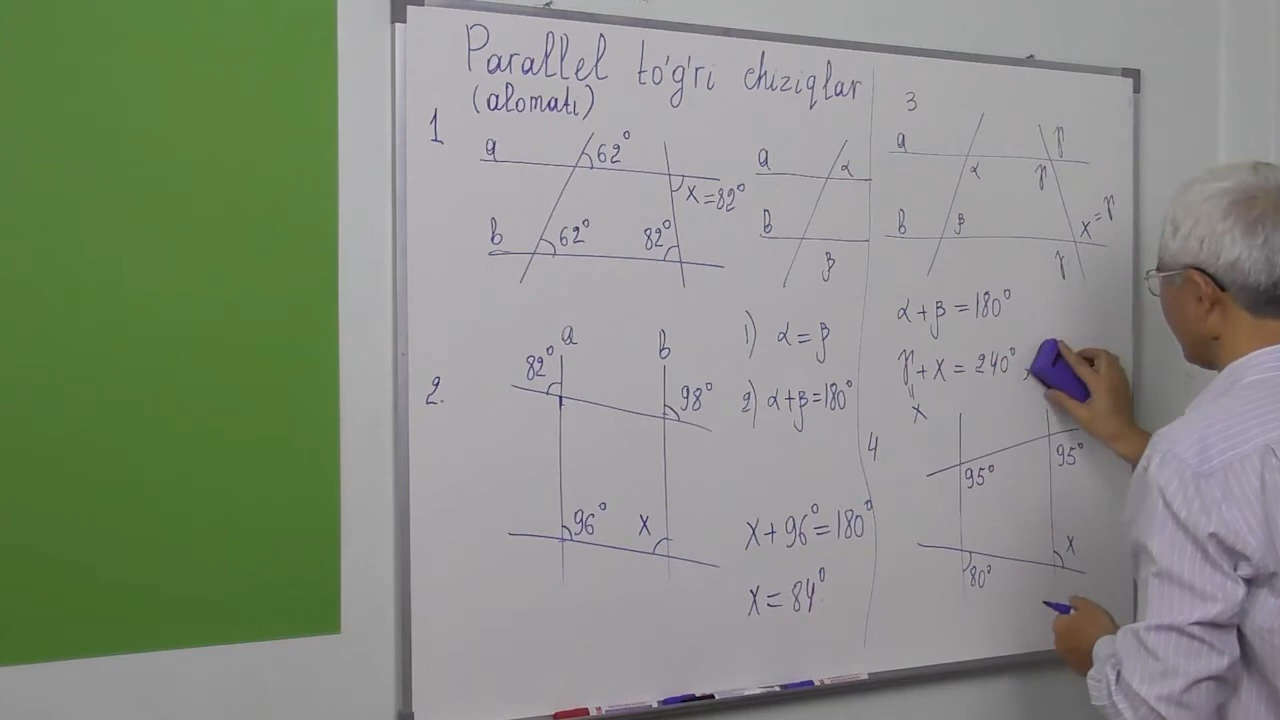 Parallel to'g'ri chiziqlar
(alomati)
1
a
62°
x=82°
b
62°
82°
a
α
b
β
1) α=β
2) α+β=180°
2.
a
b
82°
98°
96°
x
x+96°=180°
x=84°
3
a
α
γ
γ
b
β
x=γ
γ
α+β=180°
γ+x=240°,
=
x
4
95°
95°
80°
x